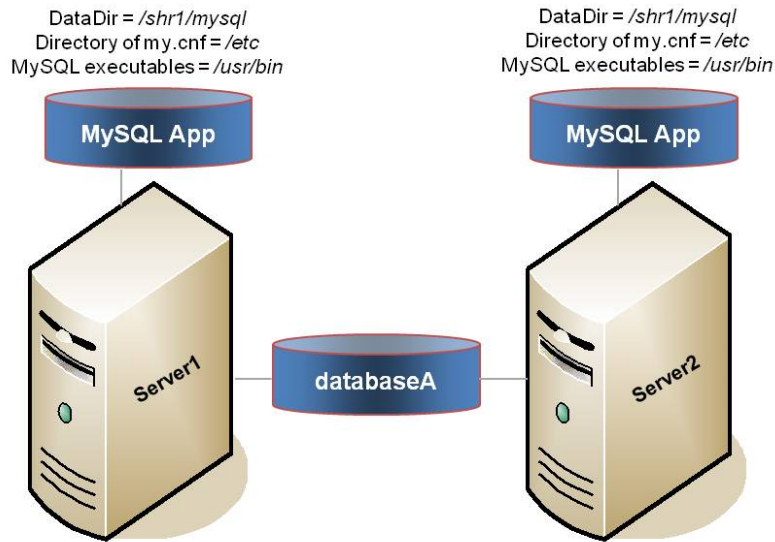 DataDir = /shr1/mysql
Directory of my.cnf = /etc
MySQL executables = /usr/bin
MySQL App
Server1
databaseA
DataDir = /shr1/mysql
Directory of my.cnf = /etc
MySQL executables = /usr/bin
MySQL App
Server2